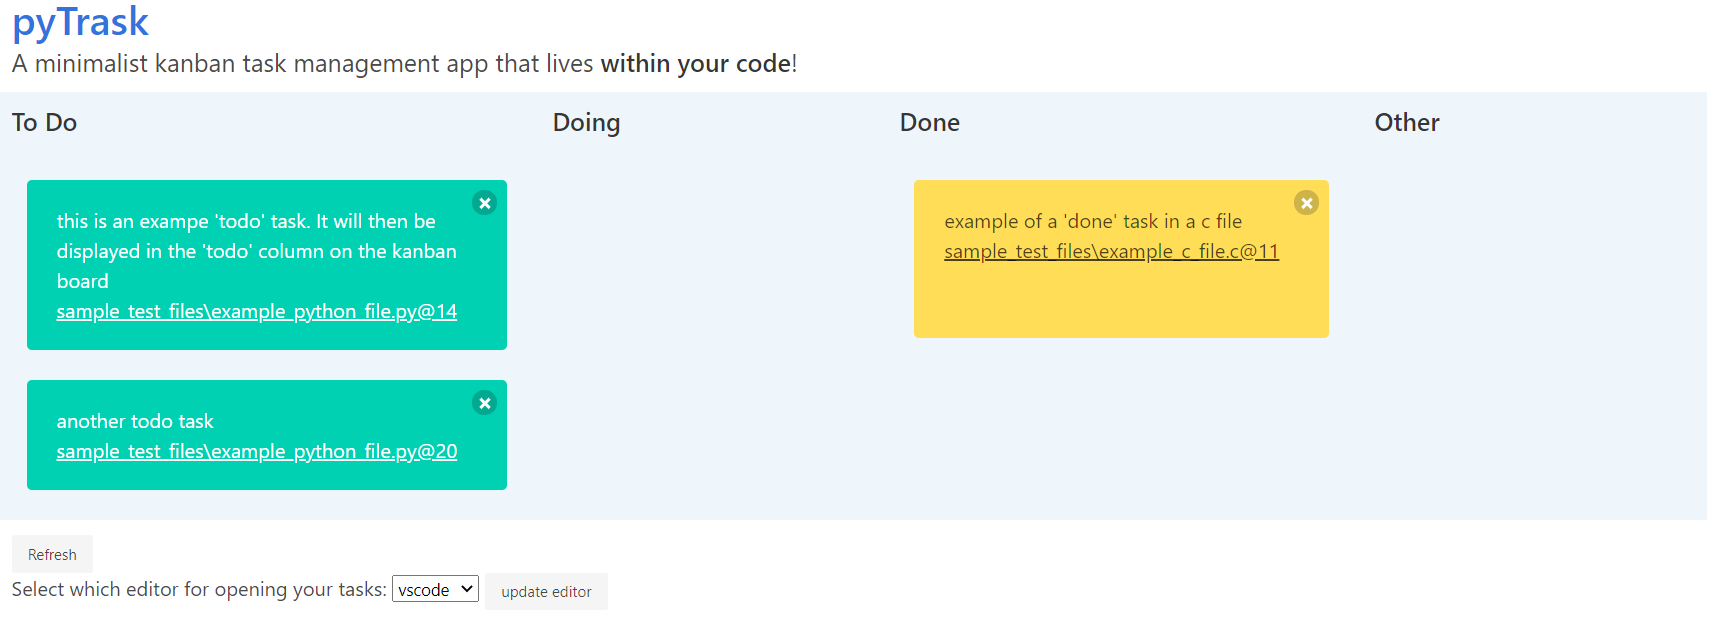 pyTrask
A minimalist kanban task management app that lives within your code!
To Do
Doing
Done
Other
this is an exampe 'todo' task. It will then be
displayed in the 'todo' column on the kanban
board
sample_test_files\example_python_file.py@14
another todo task
sample_test_files\example_python_file.py@20
example of a 'done' task in a c file
sample_test_files\example_c_file.c@11
Refresh
Select which editor for opening your tasks: vscode update editor